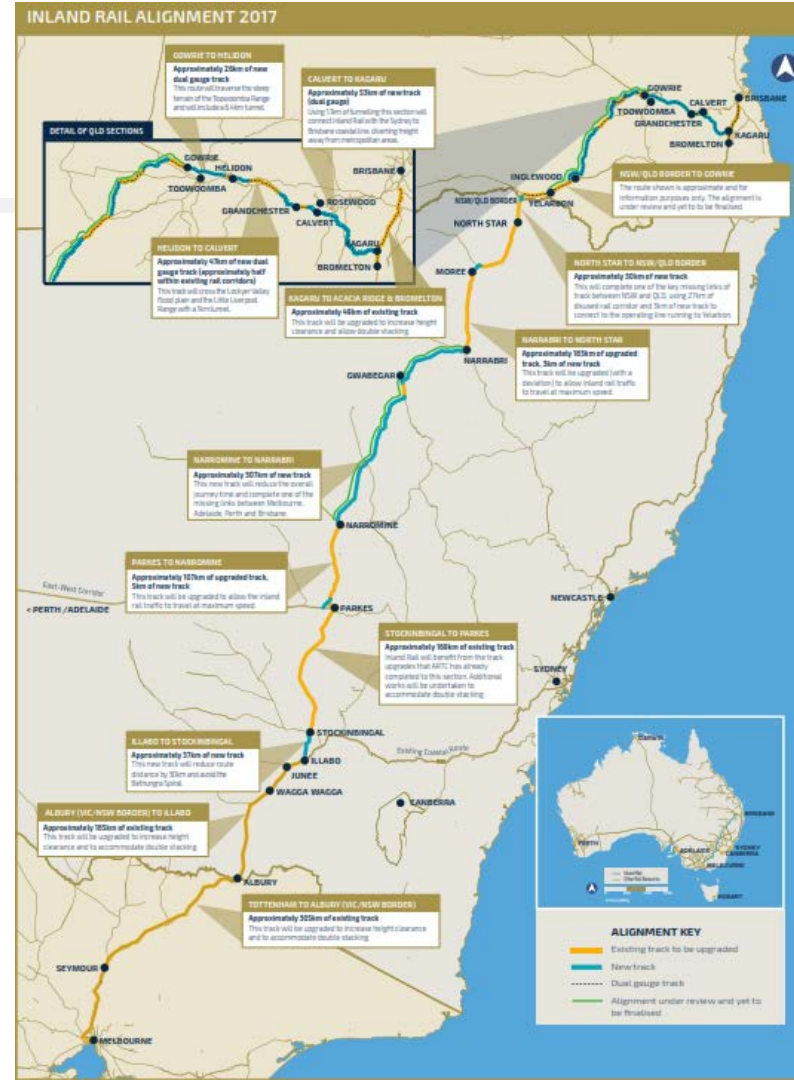 INLAND RAIL ALIGNMENT 2017
GOWRIE TO HELIDON
Approximately 26km of new
dual gauge track
This route will traverse the steep
terrain of the Toowoomba Range
and will include a 6.4km tunnel.
CALVERT TO KAGARU
Approximately 53km of new track
(dual gauge)
Using 1.1km of tunnelling this section will
connect Inland Rail with the Sydney to
Brisbane coastal line, diverting freight
away from metropolitan areas.
DETAIL OF QLD SECTIONS
GOWRIE
HELIDON
TOOWOOMBA
BRISBANE
GRANDCHESTER
ROSEWOOD
CALVERT
KAGARU
BROMELTON
GOWRIE
BRISBANE
TOOWOOMBA
CALVERT
GRANDCHESTER
KAGARU
BROMELTON
INGLEWOOD
NSW/QLD BORDER
YELARBON
NORTH STAR
NSW/QLD BORDER TO GOWRIE
The route shown is approximate and for
information purposes only. The alignment is
under review and yet to be finalised.
HELIDON TO CALVERT
Approximately 47km of new dual
gauge track (approximately half
within existing rail corridors)
This track will cross the Lockyer Valley
flood plain and the Little Liverpool
Range with a 1km tunnel.
KAGARU TO ACACIA RIDGE & BROMELTON
Approximately 49km of existing track
This track will be upgraded to increase height
clearance and allow double stacking.
MOREE
NORTH STAR TO NSW/QLD BORDER
Approximately 30km of new track
This will complete one of the key missing links of
track between NSW and QLD, using 27km of
disused rail corridor and 3km of new track to
connect to the operating line running to Yelarbon
NARRABRI
GWABEGAR
NARRABRI TO NORTH STAR
Approximately 183km of upgraded
track, 3km of new track
This track will be upgraded (with a
deviation) to allow inland rail traffic
to travel at maximum speed.
NARROMINE TO NARRABRI
Approximately 307km of new track
This new track will reduce the overall
journey time and complete one of the
missing links between Melbourne,
Adelaide, Perth and Brisbane.
NARROMINE
PARKES TO NARROMINE
Approximately 107km of upgraded track,
5km of new track
This track will be upgraded to allow the inland
rail traffic to travel at maximum speed.
East-West Corridor
< PERTH / ADELAIDE
PARKES
NEWCASTLE
STOCKINBINGAL TO PARKES
Approximately 169km of existing track
Inland Rail will benefit from the track
upgrades that ARTC has already
completed to this section. Additional
works will be undertaken to
accommodate double stacking.
SYDNEY
STOCKINBINGAL
ILLABO TO STOCKINBINGAL
Approximately 37km of new track
This new track will reduce route
distance by 30km and avoid the
Bethungra Spiral.
Existing Coastal Route
ILLABO
JUNEE
WAGGA WAGGA
CANBERRA
ALBURY (VIC/NSW BORDER) TO ILLABO
Approximately 185km of existing track
This track will be upgraded to increase height
clearance and to accommodate double stacking.
ALBURY
TOTTENHAM TO ALBURY (VIC/NSW BORDER)
Approximately 305km of existing track
This track will be upgraded to increase height clearance
and to accommodate double stacking.
SEYMOUR
MELBOURNE
BRISBANE
PERTH
ADELAIDE
SYDNEY
CANBERRA
MELBOURNE
HOBART
ALIGNMENT KEY
Existing track to be upgraded
New track
Dual gauge track
Alignment under review and yet to
be finalised